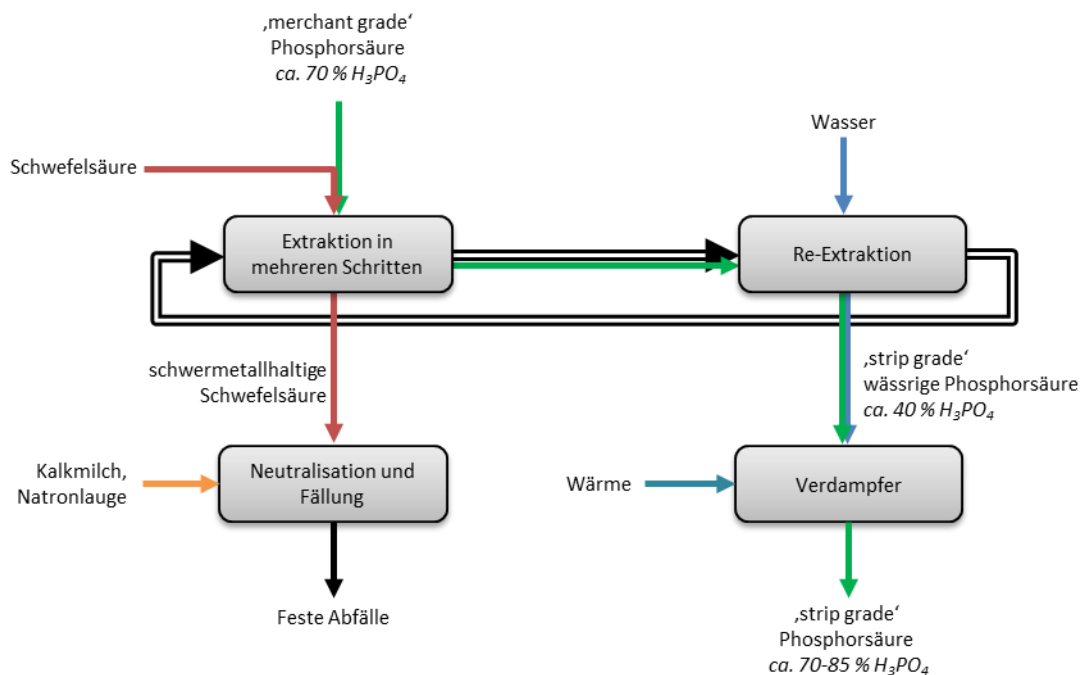 ‚merchant grade‘
Phosphorsäure
ca. 70 % H₃PO₄
Wasser
Schwefelsäure
Extraktion in
mehreren Schritten
Re-Extraktion
schwermetallhaltige
Schwefelsäure
‚strip grade‘
wässrige Phosphorsäure
ca. 40 % H₃PO₄
Kalkmilch,
Natronlauge
Neutralisation und
Fällung
Wärme
Verdampfer
Feste Abfälle
‚strip grade‘
Phosphorsäure
ca. 70-85 % H₃PO₄